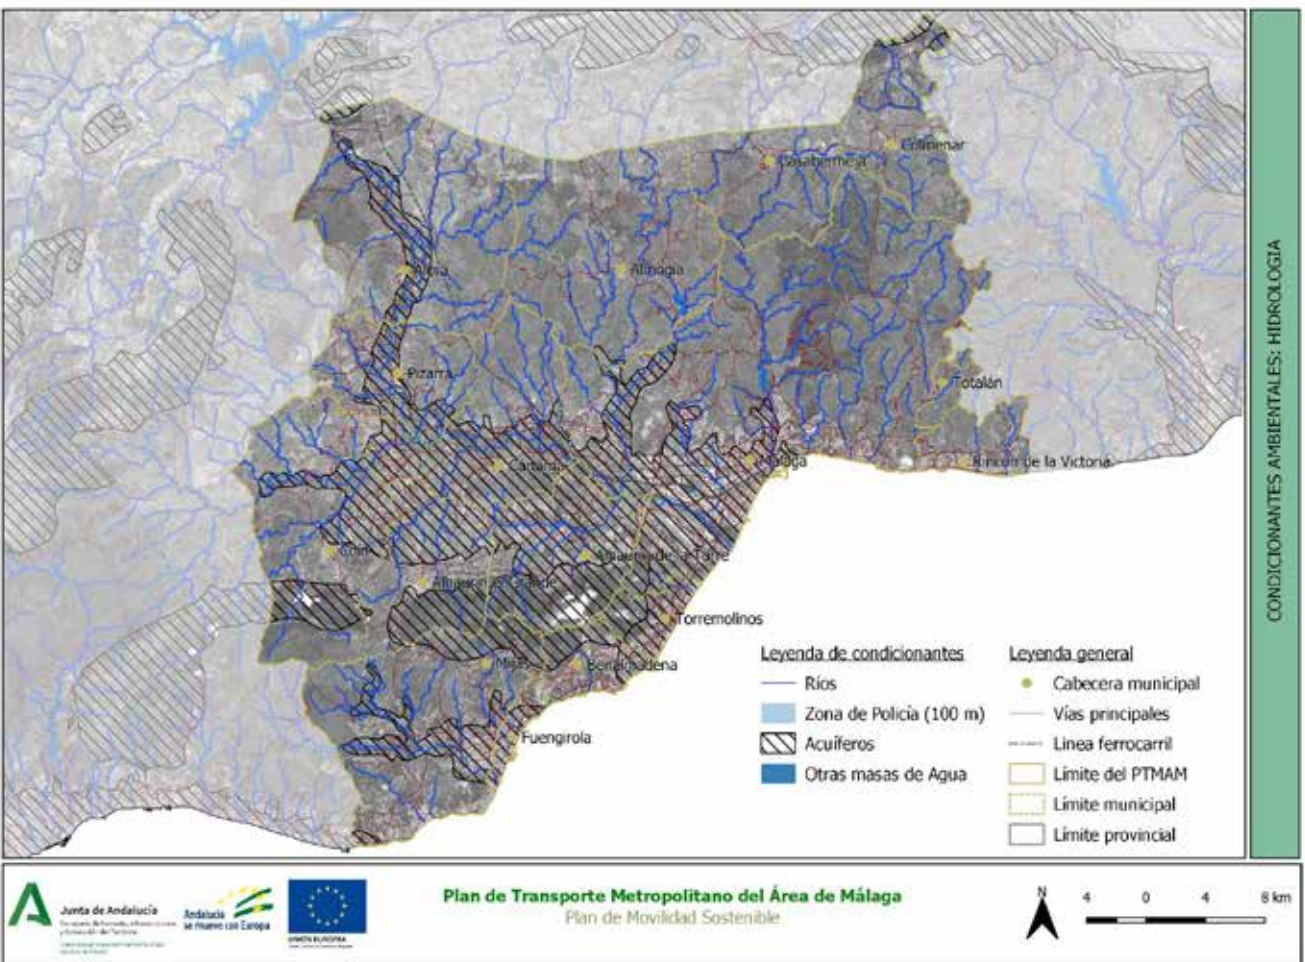 Colmenar
Casabermeja
Álora
Almogía
Pizarra
Totalán
Cártama
Málaga
Rincón de la Victoria
Coín
Alhaurín de la Torre
Alhaurín el Grande
Torremolinos
Mijas
Benalmádena
Fuengirola
Leyenda de condicionantes
Ríos
Zona de Policía (100 m)
Acuíferos
Otras masas de Agua
Leyenda general
Cabecera municipal
Vías principales
Linea ferrocarril
Límite del PTMAM
Límite municipal
Límite provincial
CONDICIONANTES AMBIENTALES: HIDROLOGIA
Junta de Andalucía
Andalucía
se mueve con Europa
UNIÓN EUROPEA
Plan de Transporte Metropolitano del Área de Málaga
Plan de Movilidad Sostenible
N
4 0 4 8 km